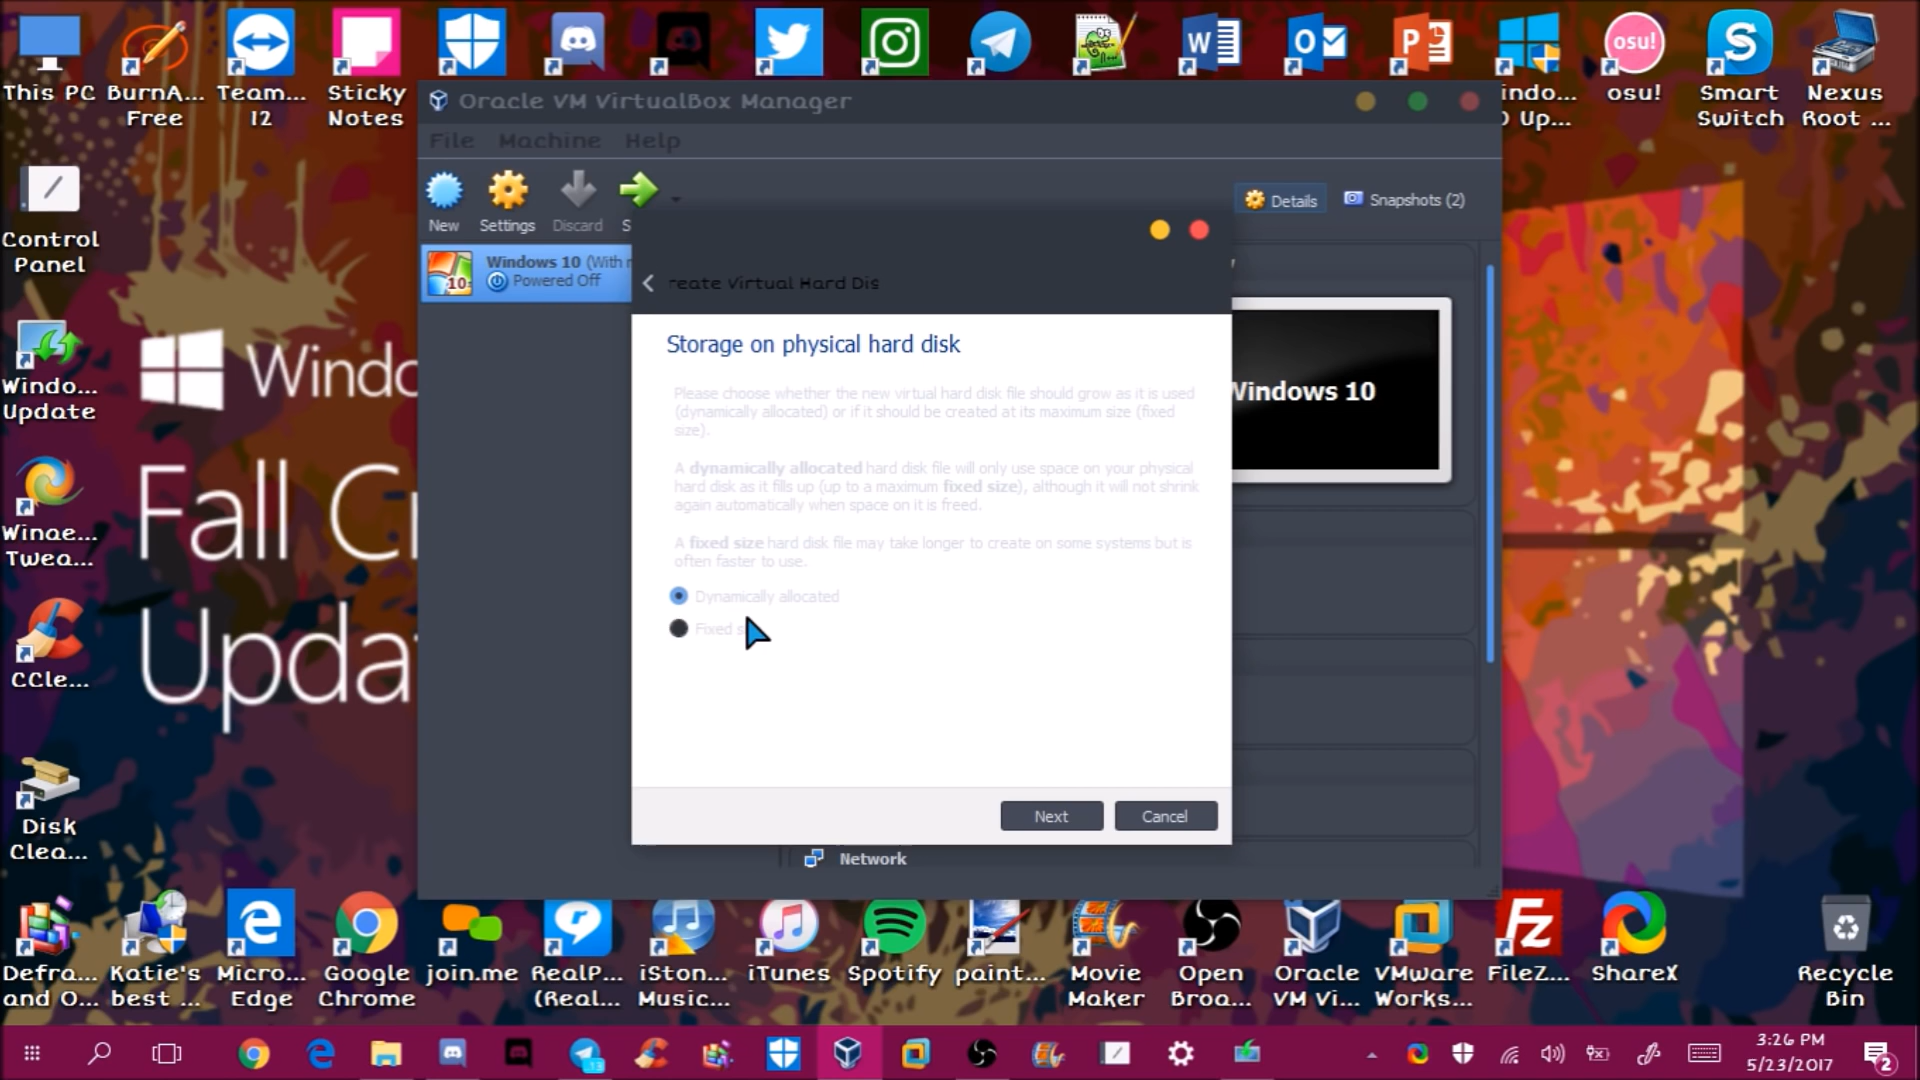 This PC
BurnA...
Free
Team...
12
Sticky
Notes
osu!
indo...
0 Up...
osu!
Smart
Switch
Nexus
Root ...
Oracle VM VirtualBox Manager
File Machine Help
New Settings Discard S
Details Snapshots (2)
Windows 10 (With
Powered Off
Control
Panel
Windo...
Update
Winae...
Twea...
CCle...
Disk
Clea...
Windo
Fall Cr
Upda
reate Virtual Hard Dis
Storage on physical hard disk
Please choose whether the new virtual hard disk file should grow as it is used
(dynamically allocated) or if it should be created at its maximum size (fixed
size).
A dynamically allocated hard disk file will only use space on your physical
hard disk as it fills up (up to a maximum fixed size), although it will not shrink
again automatically when space on it is freed.
A fixed size hard disk file may take longer to create on some systems but is
often faster to use.
Dynamically allocated
Fixed s
Next Cancel
Windows 10
Network
Defra...
and O...
Katie's
best ...
Micro...
Edge
Google
Chrome
join.me
RealP...
(Real...
iSton...
Music...
iTunes
Spotify
paint...
Movie
Maker
Open
Broa...
Oracle
VM Vi...
VMware
Works...
FileZ...
ShareX
Recycle
Bin
3:26 PM
5/23/2017
2